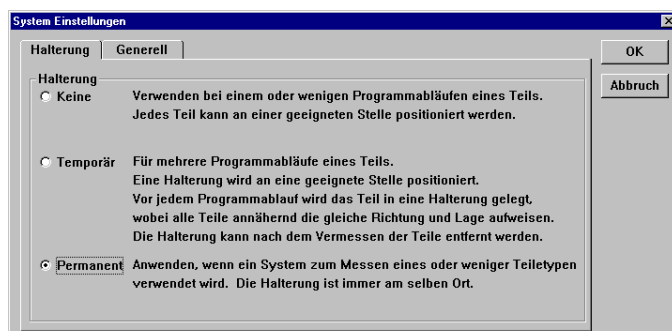 System Einstellungen
Halterung Generell
OK
Abbruch
Halterung
Keine Verwenden bei einem oder wenigen Programmabläufen eines Teils.
Jedes Teil kann an einer geeigneten Stelle positioniert werden.
Temporär Für mehrere Programmabläufe eines Teils.
Eine Halterung wird an eine geeignete Stelle positioniert.
Vor jedem Programmablauf wird das Teil in eine Halterung gelegt,
wobei alle Teile annähernd die gleiche Richtung und Lage aufweisen.
Die Halterung kann nach dem Vermessen der Teile entfernt werden.
Permanent Anwenden, wenn ein System zum Messen eines oder weniger Teiletypen
verwendet wird. Die Halterung ist immer am selben Ort.